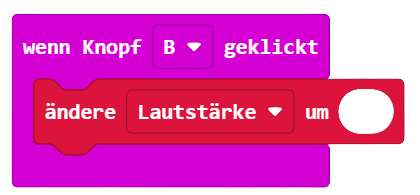 wenn Knopf B geklickt
ändere Lautstärke um